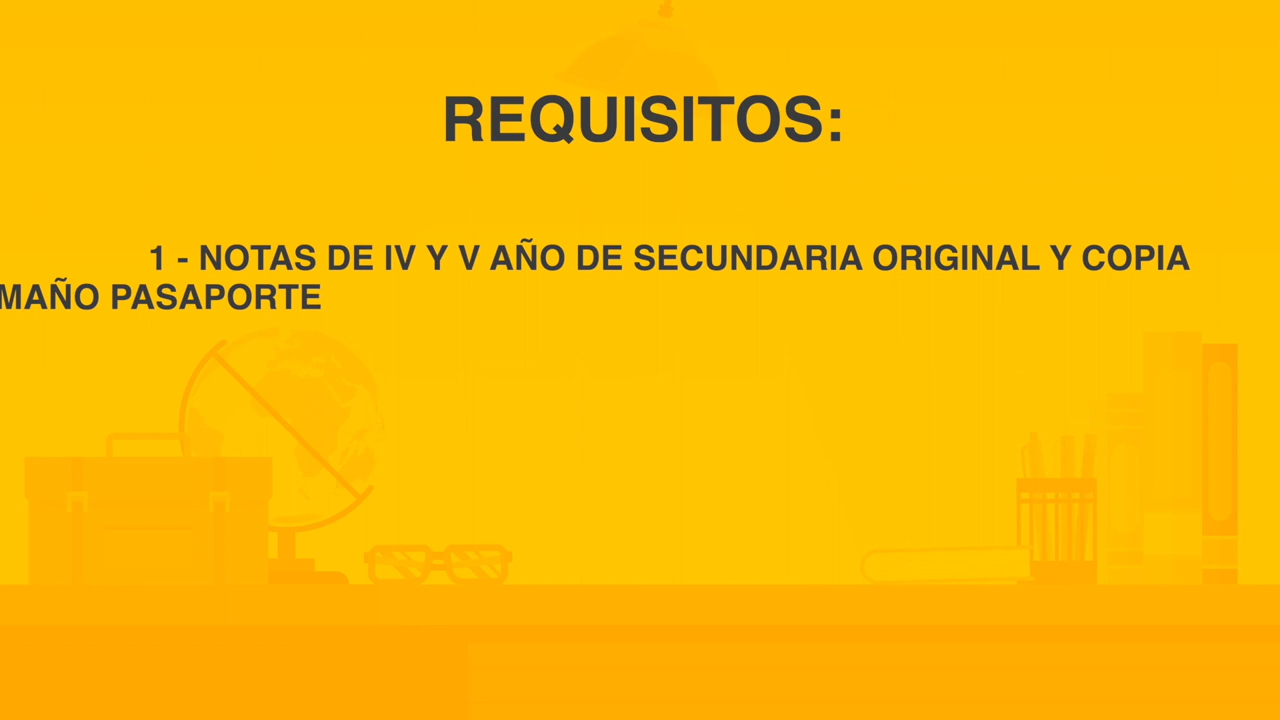 REQUISITOS:
1 - NOTAS DE IV Y V AÑO DE SECUNDARIA ORIGINAL Y COPIA
MAÑO PASAPORTE